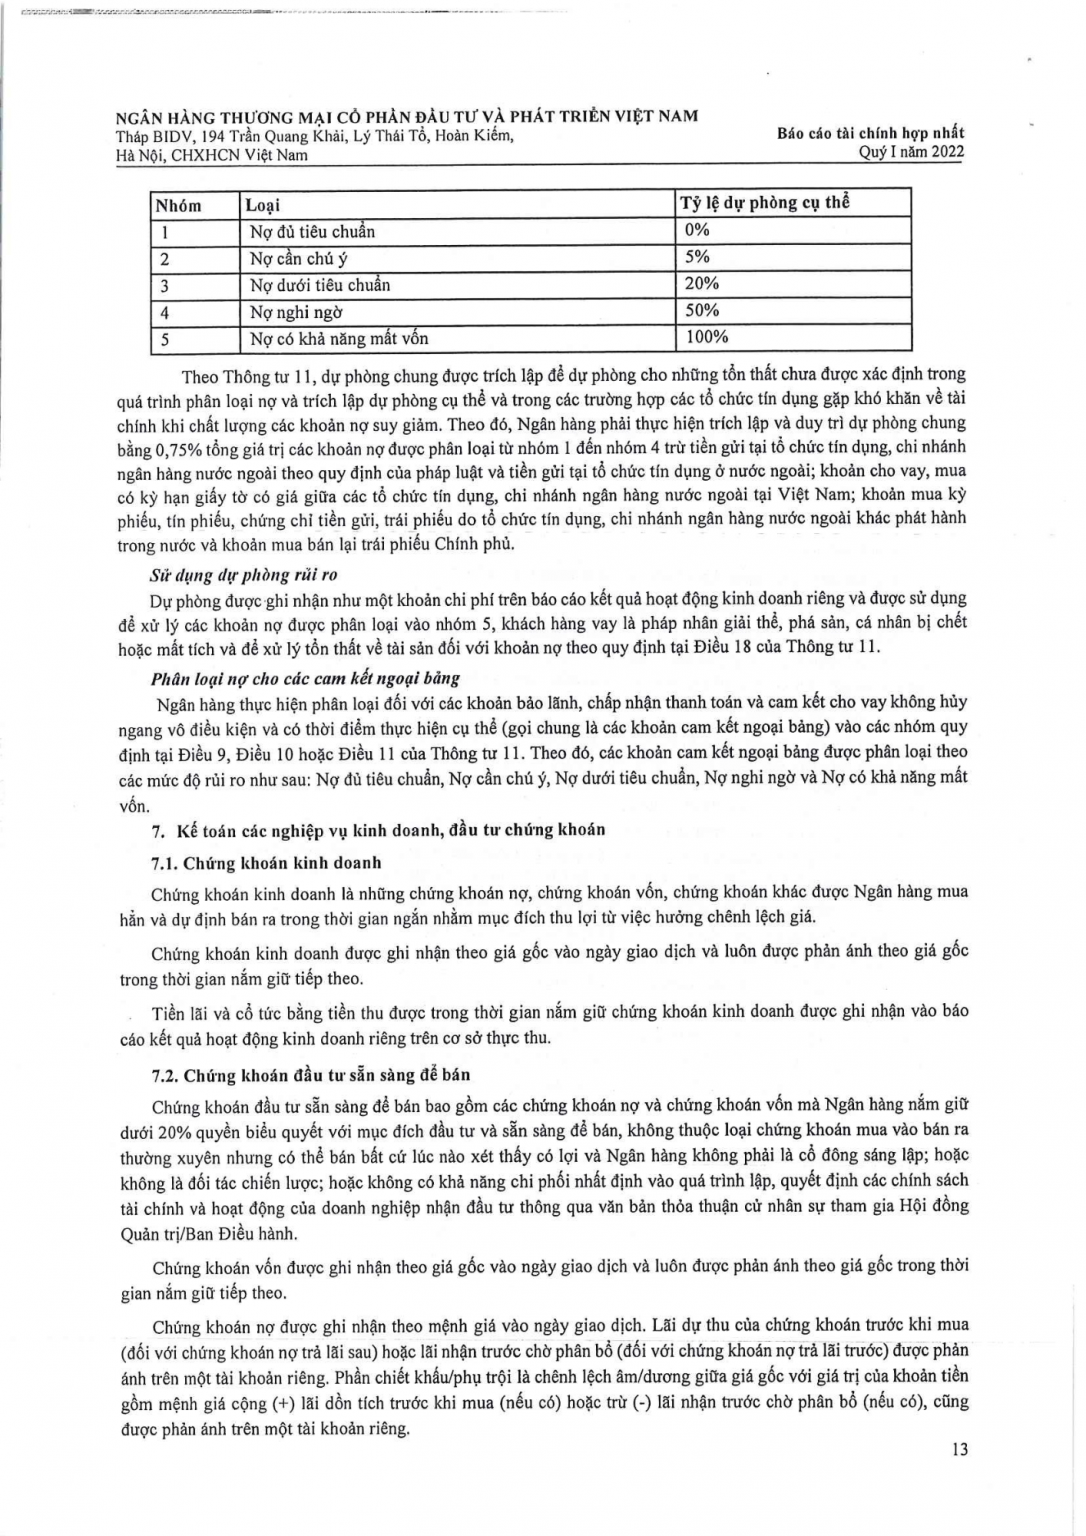 NGÂN HÀNG THƯƠNG MẠI CỔ PHẦN ĐẦU TƯ VÀ PHÁT TRIỂN VIỆT NAM
Tháp BIDV, 194 Trần Quang Khải, Lý Thái Tổ, Hoàn Kiếm,
Hà Nội, CHXHCN Việt Nam
Báo cáo tài chính hợp nhất
Quý I năm 2022
Nhóm Loại Tỷ lệ dự phòng cụ thể
1 Nợ đủ tiêu chuẩn 0%
2 Nợ cần chú ý 5%
3 Nợ dưới tiêu chuẩn 20%
4 Nợ nghi ngờ 50%
5 Nợ có khả năng mất vốn 100%
Theo Thông tư 11, dự phòng chung được trích lập để dự phòng cho những tổn thất chưa được xác định trong
quá trình phân loại nợ và trích lập dự phòng cụ thể và trong các trường hợp các tổ chức tín dụng gặp khó khăn về tài
chính khi chất lượng các khoản nợ suy giảm. Theo đó, Ngân hàng phải thực hiện trích lập và duy trì dự phòng chung
bằng 0,75% tổng giá trị các khoản nợ được phân loại từ nhóm 1 đến nhóm 4 trừ tiền gửi tại tổ chức tín dụng, chi nhánh
ngân hàng nước ngoài theo quy định của pháp luật và tiền gửi tại tổ chức tín dụng ở nước ngoài; khoản cho vay, mua
có kỳ hạn giấy tờ có giá giữa các tổ chức tín dụng, chi nhánh ngân hàng nước ngoài tại Việt Nam; khoản mua kỳ
phiếu, tín phiếu, chứng chỉ tiền gửi, trái phiếu do tổ chức tín dụng, chi nhánh ngân hàng nước ngoài khác phát hành
trong nước và khoản mua bán lại trái phiếu Chính phủ.
Sử dụng dự phòng rủi ro
Dự phòng được ghi nhận như một khoản chi phí trên báo cáo kết quả hoạt động kinh doanh riêng và được sử dụng
để xử lý các khoản nợ được phân loại vào nhóm 5, khách hàng vay là pháp nhân giải thể, phá sản, cá nhân bị chết
hoặc mất tích và để xử lý tổn thất về tài sản đối với khoản nợ theo quy định tại Điều 18 của Thông tư 11.
Phân loại nợ cho các cam kết ngoại bảng
Ngân hàng thực hiện phân loại đối với các khoản bảo lãnh, chấp nhận thanh toán và cam kết cho vay không hủy
ngang vô điều kiện và có thời điểm thực hiện cụ thể (gọi chung là các khoản cam kết ngoại bảng) vào các nhóm quy
định tại Điều 9, Điều 10 hoặc Điều 11 của Thông tư 11. Theo đó, các khoản cam kết ngoại bảng được phân loại theo
các mức độ rủi ro như sau: Nợ đủ tiêu chuẩn, Nợ cần chú ý, Nợ dưới tiêu chuẩn, Nợ nghi ngờ và Nợ có khả năng mất
vốn.
7. Kế toán các nghiệp vụ kinh doanh, đầu tư chứng khoán
7.1. Chứng khoán kinh doanh
Chứng khoán kinh doanh là những chứng khoán nợ, chứng khoán vốn, chứng khoán khác được Ngân hàng mua
hẳn và dự định bán ra trong thời gian ngắn nhằm mục đích thu lợi từ việc hưởng chênh lệch giá.
Chứng khoán kinh doanh được ghi nhận theo giá gốc vào ngày giao dịch và luôn được phản ánh theo giá gốc
trong thời gian nắm giữ tiếp theo.
Tiền lãi và cổ tức bằng tiền thu được trong thời gian nắm giữ chứng khoán kinh doanh được ghi nhận vào báo
cáo kết quả hoạt động kinh doanh riêng trên cơ sở thực thu.
7.2. Chứng khoán đầu tư sẵn sàng để bán
Chứng khoán đầu tư sẵn sàng để bán bao gồm các chứng khoán nợ và chứng khoán vốn mà Ngân hàng nắm giữ
dưới 20% quyền biểu quyết với mục đích đầu tư và sẵn sàng để bán, không thuộc loại chứng khoán mua vào bán ra
thường xuyên nhưng có thể bán bất cứ lúc nào xét thấy có lợi và Ngân hàng không phải là cổ đông sáng lập; hoặc
không là đối tác chiến lược; hoặc không có khả năng chi phối nhất định vào quá trình lập, quyết định các chính sách
tài chính và hoạt động của doanh nghiệp nhận đầu tư thông qua văn bản thỏa thuận cử nhân sự tham gia Hội đồng
Quản trị/Ban Điều hành.
Chứng khoán vốn được ghi nhận theo giá gốc vào ngày giao dịch và luôn được phản ánh theo giá gốc trong thời
gian nắm giữ tiếp theo.
Chứng khoán nợ được ghi nhận theo mệnh giá vào ngày giao dịch. Lãi dự thu của chứng khoán trước khi mua
(đối với chứng khoán nợ trả lãi sau) hoặc lãi nhận trước chờ phân bổ (đối với chứng khoán nợ trả lãi trước) được phản
ánh trên một tài khoản riêng. Phần chiết khấu/phụ trội là chênh lệch âm/dương giữa giá gốc với giá trị của khoản tiền
gồm mệnh giá cộng (+) lãi dồn tích trước khi mua (nếu có) hoặc trừ (-) lãi nhận trước chờ phân bổ (nếu có), cũng
được phản ánh trên một tài khoản riêng.
13